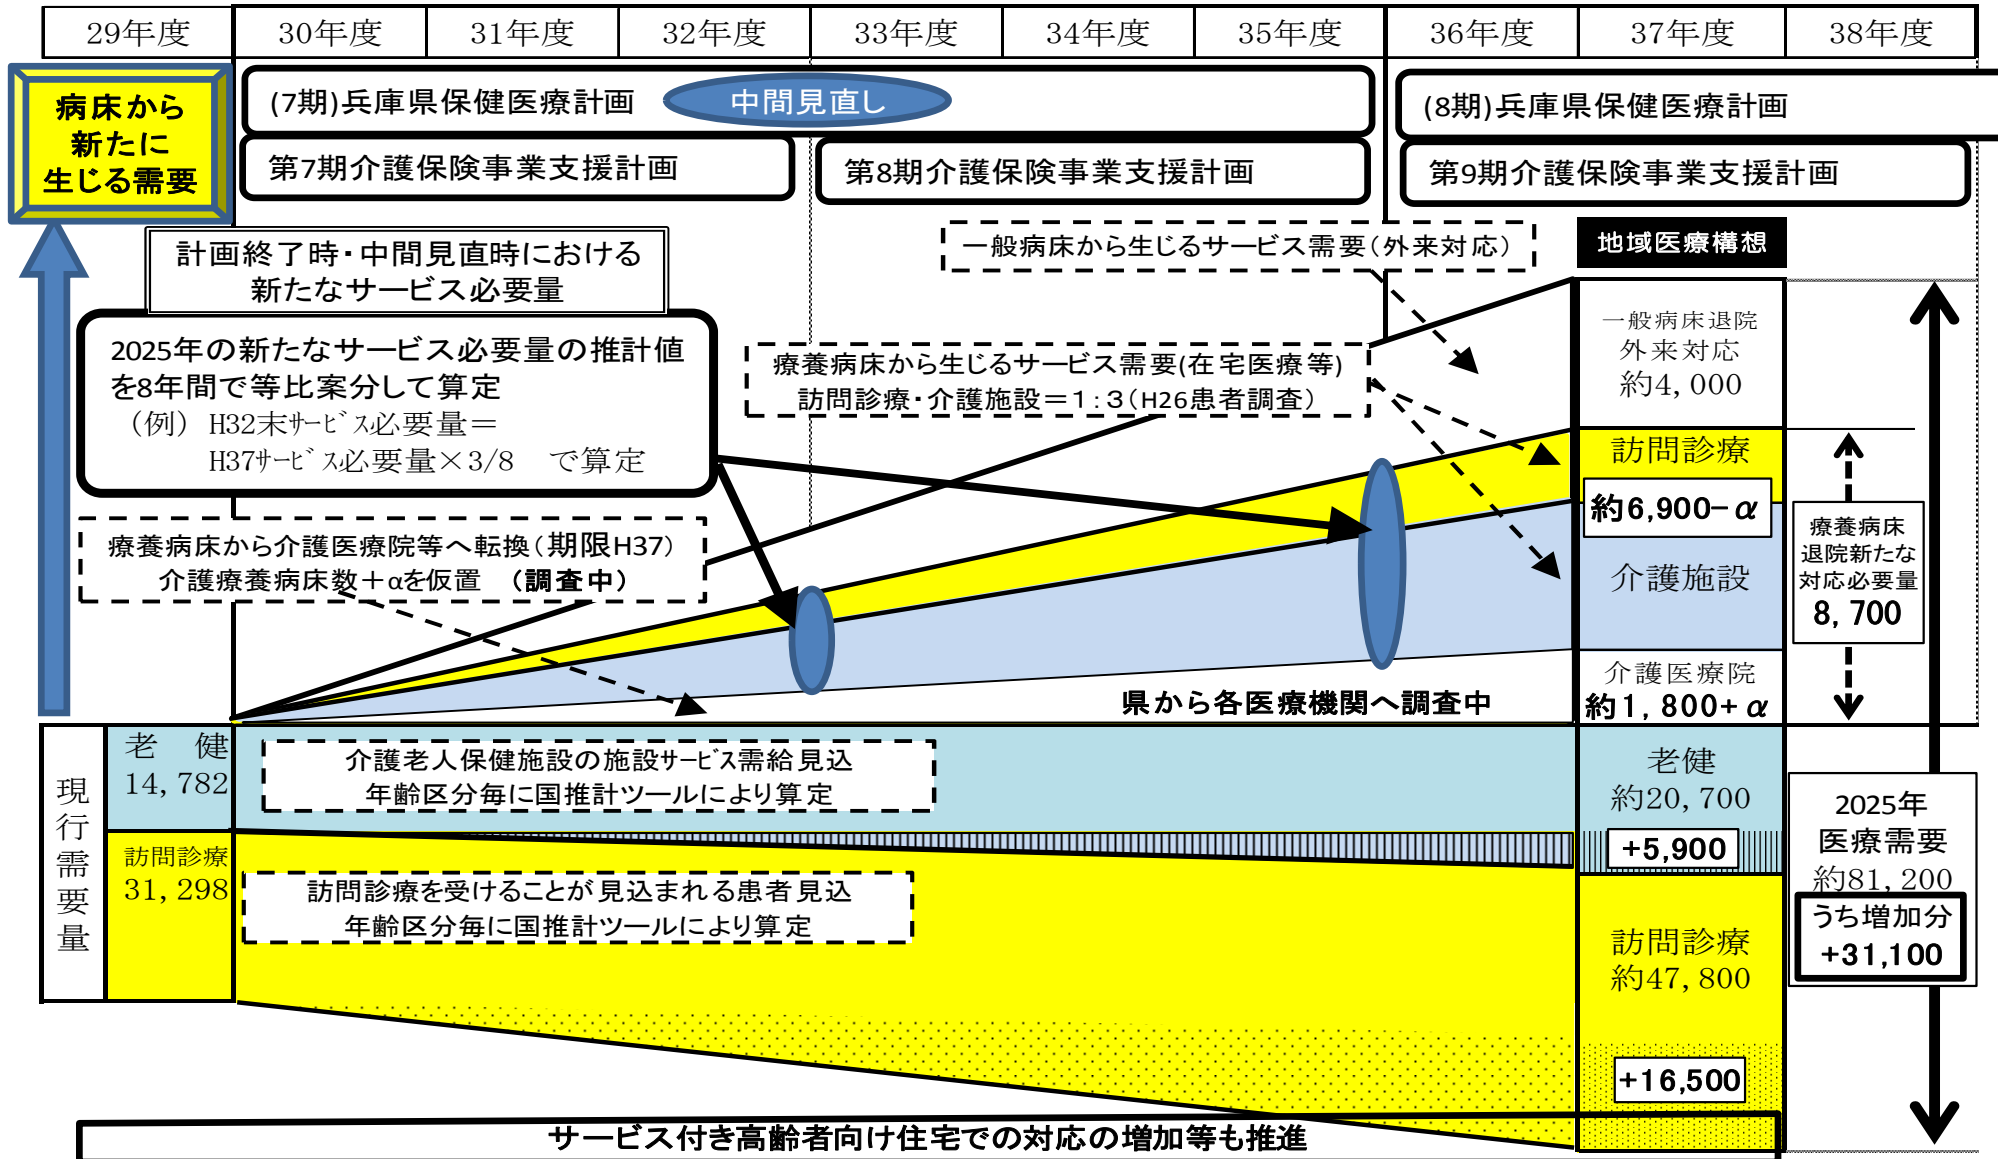 29年度
30年度
31年度
32年度
33年度
34年度
35年度
36年度
37年度
38年度
病床から
新たに
生じる需要
(7期)兵庫県保健医療計画
中間見直し
(8期)兵庫県保健医療計画
第7期介護保険事業支援計画
第8期介護保険事業支援計画
第9期介護保険事業支援計画
計画終了時・中間見直時における
新たなサービス必要量
2025年の新たなサービス必要量の推計値
を8年間で等比案分して算定
(例) H32末サービス必要量＝
H37サービス必要量×3/8 で算定
一般病床から生じるサービス需要(外来対応)
療養病床から生じるサービス需要(在宅医療等)
訪問診療・介護施設＝1：3(H26患者調査)
療養病床から介護医療院等へ転換(期限H37)
介護療養病床数＋αを仮置 (調査中)
県から各医療機関へ調査中
地域医療構想
一般病床退院
外来対応
約4,000
訪問診療
約6,900−α
介護施設
介護医療院
約1,800+α
療養病床
退院新たな
対応必要量
8,700
現行需要量
老 健
14,782
訪問診療
31,298
介護老人保健施設の施設サービス需給見込
年齢区分毎に国推計ツールにより算定
訪問診療を受けることが見込まれる患者見込
年齢区分毎に国推計ツールにより算定
老健
約20,700
+5,900
訪問診療
約47,800
+16,500
2025年
医療需要
約81,200
うち増加分
+31,100
サービス付き高齢者向け住宅での対応の増加等も推進